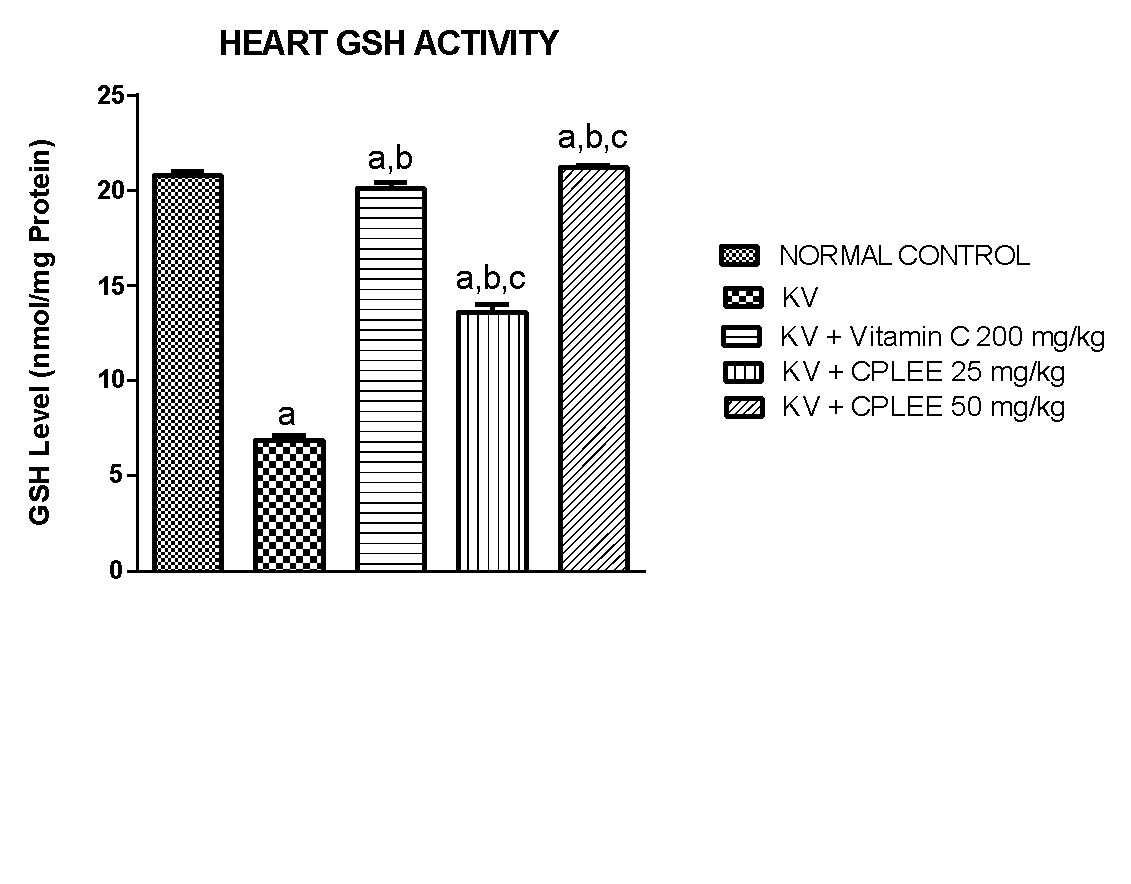 HEART GSH ACTIVITY
GSH Level (nmol/mg Protein)
25
20
15
10
5
0
a
a,b
a,b,c
a,b,c
NORMAL CONTROL
KV
KV + Vitamin C 200 mg/kg
KV + CPLEE 25 mg/kg
KV + CPLEE 50 mg/kg